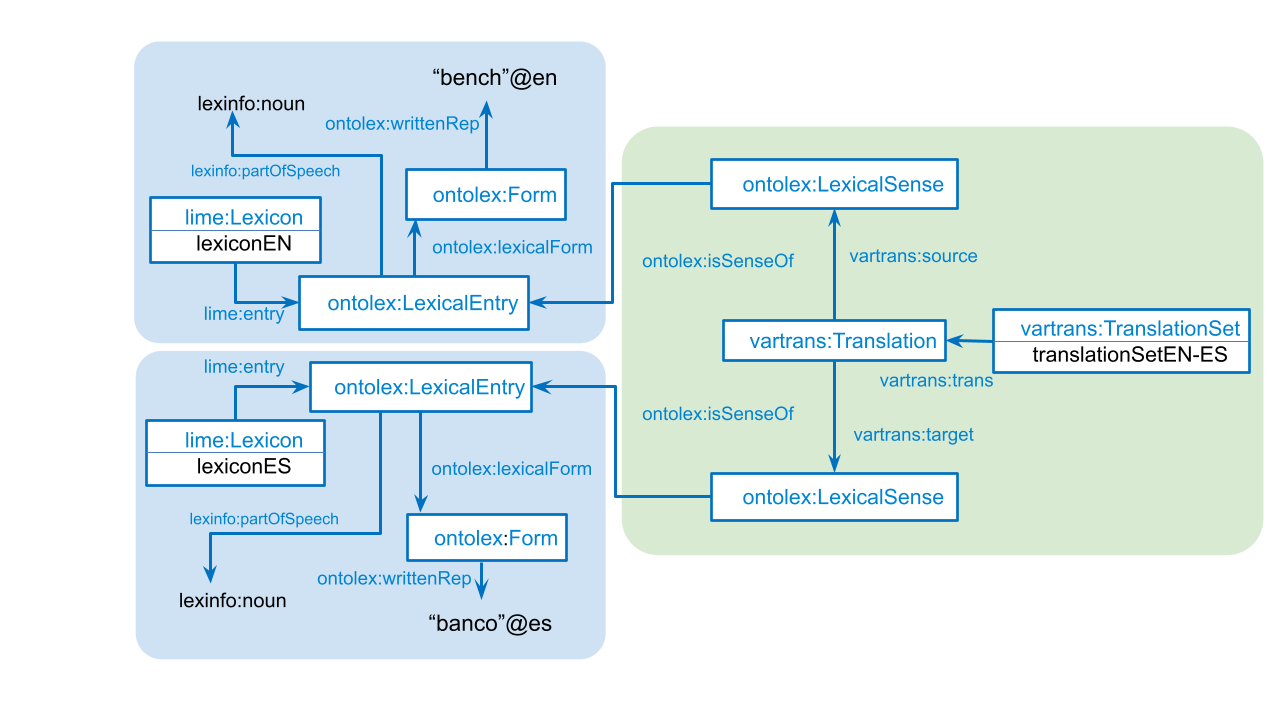 “bench”@en
lexinfo:noun
ontolex:writtenRep
lexinfo:partOfSpeech
ontolex:Form
lime:Lexicon
lexiconEN
ontolex:lexicalForm
lime:entry
ontolex:LexicalEntry
lime:entry
ontolex:LexicalEntry
lime:Lexicon
lexiconES
ontolex:lexicalForm
lexinfo:partOfSpeech
ontolex:Form
ontolex:writtenRep
lexinfo:noun
“banco”@es
ontolex:LexicalSense
ontolex:isSenseOf
vartrans:source
vartrans:Translation
vartrans:TranslationSet
translationSetEN-ES
vartrans:trans
ontolex:isSenseOf
vartrans:target
ontolex:LexicalSense